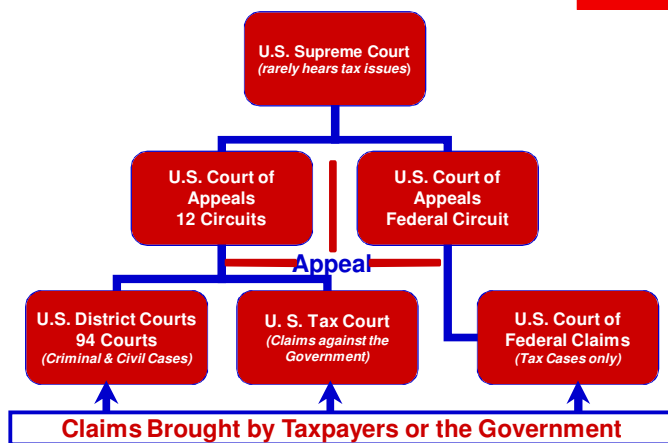 U.S. Supreme Court
(rarely hears tax issues)
U.S. Court of
Appeals
12 Circuits
U.S. Court of
Appeals
Federal Circuit
Appeal
U.S. District Courts
94 Courts
(Criminal & Civil Cases)
U. S. Tax Court
(Claims against the
Government)
U.S. Court of
Federal Claims
(Tax Cases only)
Claims Brought by Taxpayers or the Government